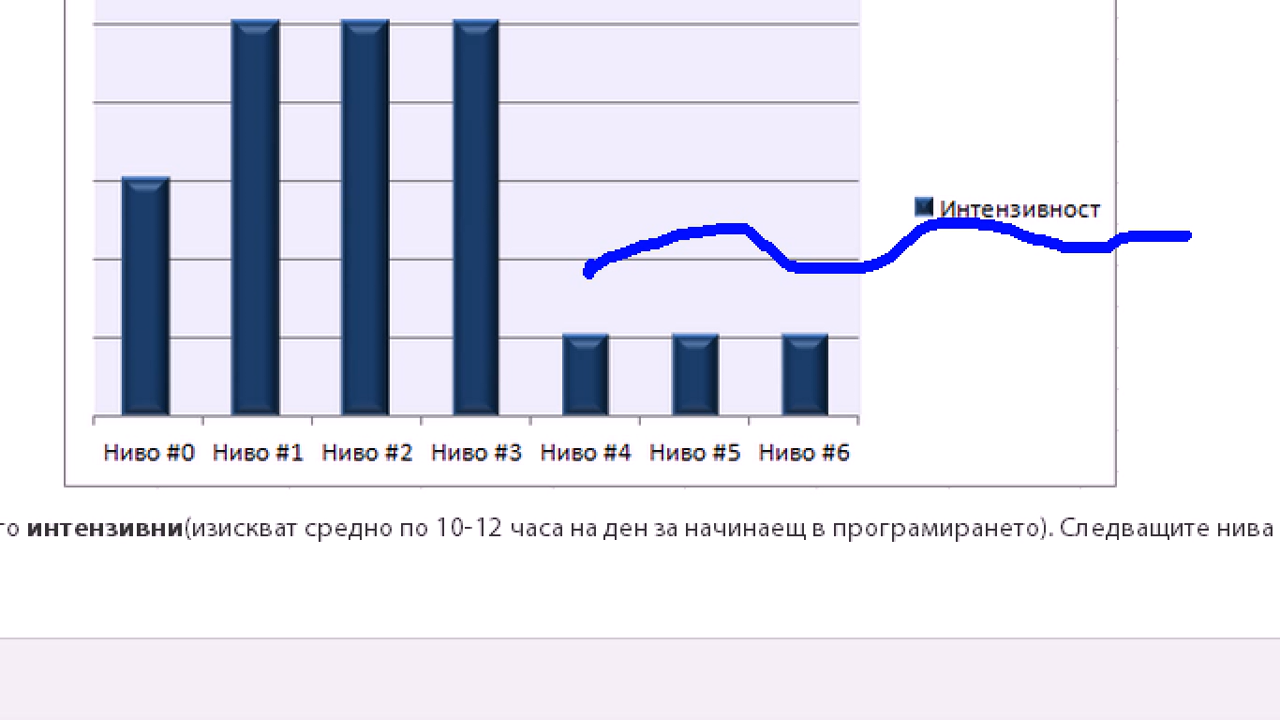 Интензивност
Ниво #0 Ниво #1 Ниво #2 Ниво #3 Ниво #4 Ниво #5 Ниво #6
го интензивни(изискват средно по 10-12 часа на ден за начинаещ в програмирането). Следващите нива